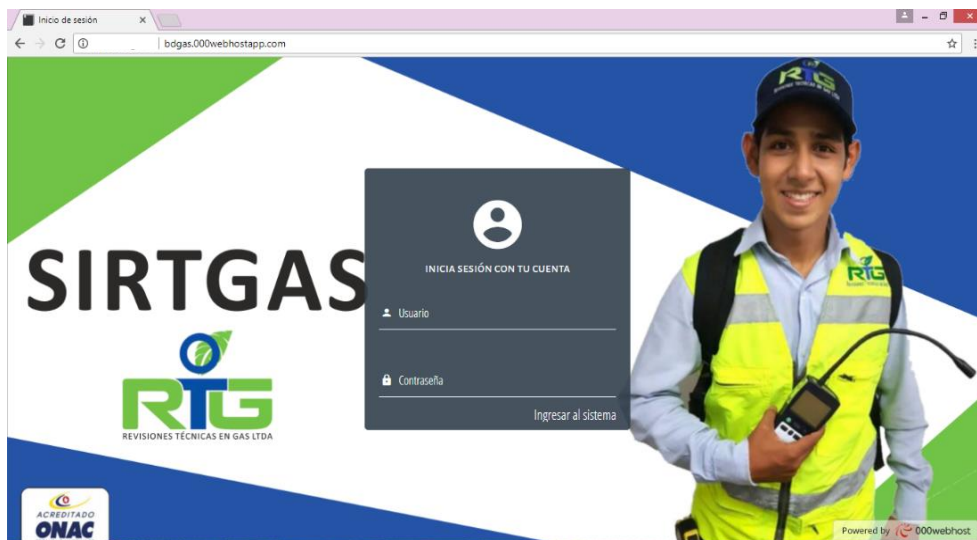 Inicio de sesión
bdgas.000webhostapp.com
RTG
INICIA SESIÓN CON TU CUENTA
SIRTGAS
RTG
Usuario
RTG
REVISIONES TÉCNICAS EN GAS LTDA
Contraseña
Ingresar al sistema
ACREDITADO
ONAC
Powered by 000webhost